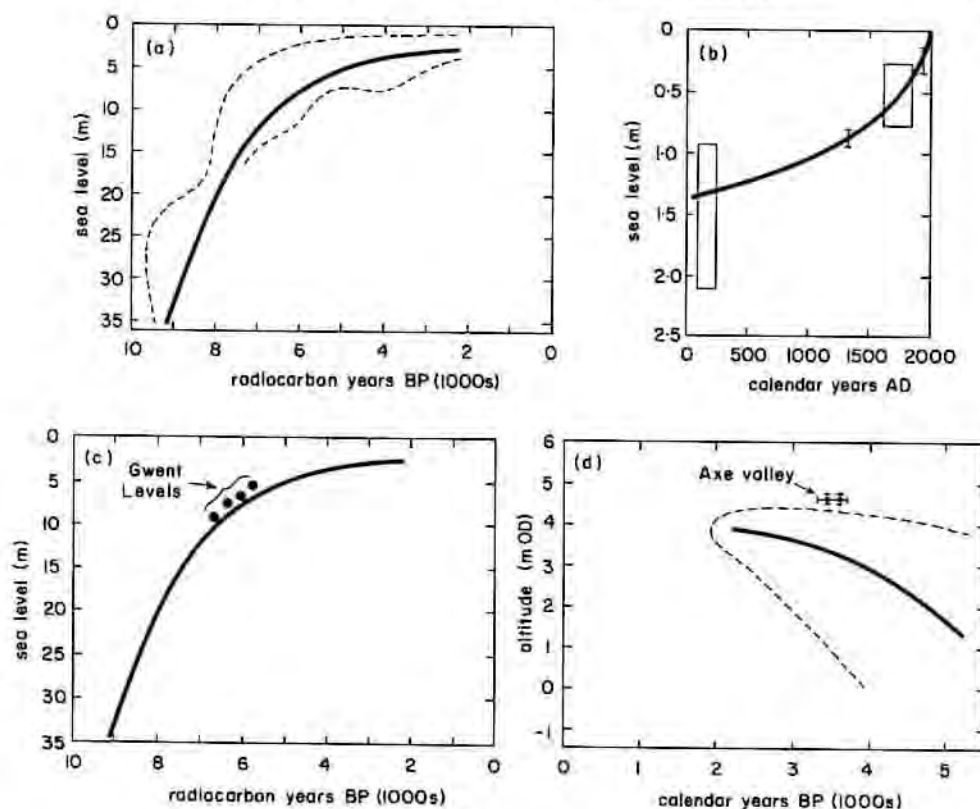 (a)
0
5
10
15
20
25
30
35
sea level (m)
10 8 6 4 2 0
radiocarbon years BP (1000s)
(b)
0
0·5
1·0
1·5
2·0
2·5
sea level (m)
0 500 1000 1500 2000
calendar years AD
(c)
Gwent
Levels
0
5
10
15
20
25
30
35
sea level (m)
10 8 6 4 2 0
radiocarbon years BP (1000s)
(d)
Axe valley
6
5
4
3
2
1
0
-1
altitude (m OD)
0 1 2 3 4 5
calendar years BP (1000s)